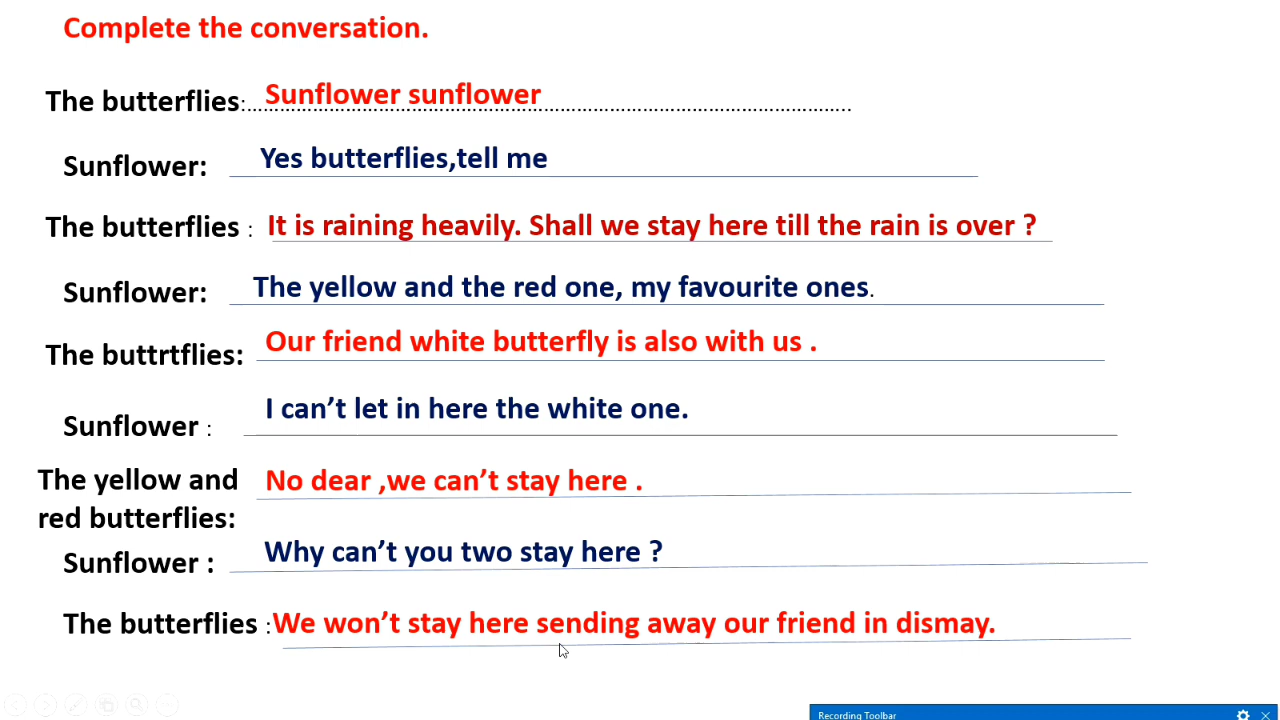 Complete the conversation.
The butterflies:.... Sunflower sunflower ..........................................
Sunflower: Yes butterflies,tell me
The butterflies : It is raining heavily. Shall we stay here till the rain is over ?
Sunflower: The yellow and the red one, my favourite ones.
The buttrtflies: Our friend white butterfly is also with us .
Sunflower : I can’t let in here the white one.
The yellow and red butterflies: No dear ,we can’t stay here .
Sunflower : Why can’t you two stay here ?
The butterflies : We won’t stay here sending away our friend in dismay.
Recording Toolbar